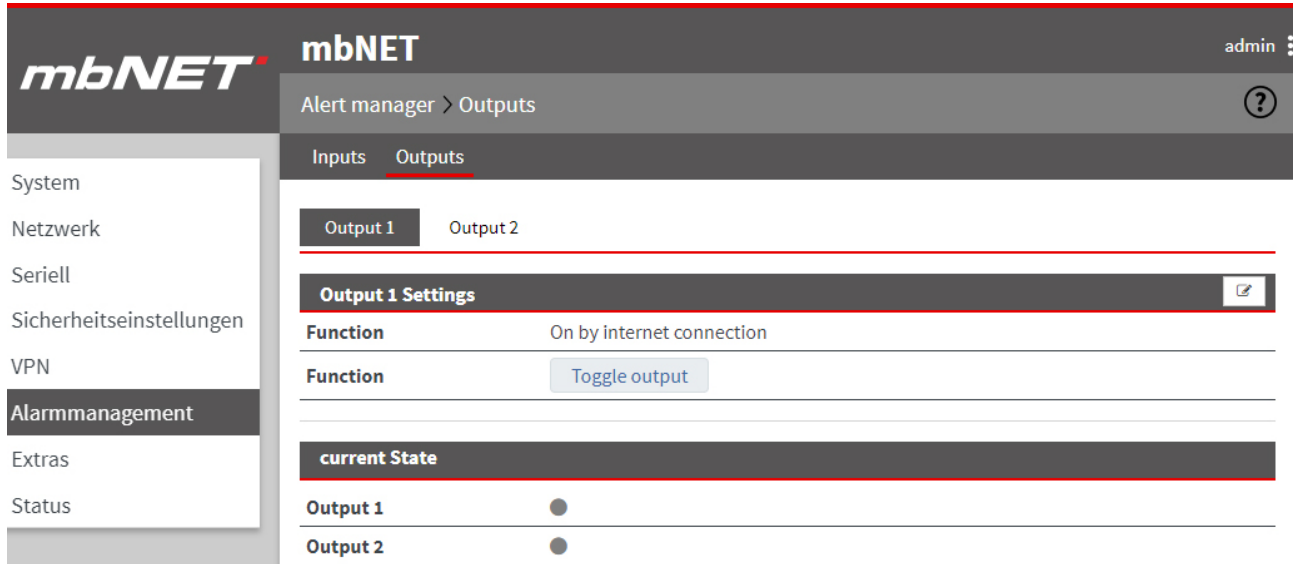 mbNET
mbNET
admin
Alert manager > Outputs
?
Inputs Outputs
System
Netzwerk
Seriell
Sicherheitseinstellungen
VPN
Alarmmanagement
Extras
Status
Output 1 Output 2
Output 1 Settings
Function On by internet connection
Function Toggle output
current State
Output 1
Output 2